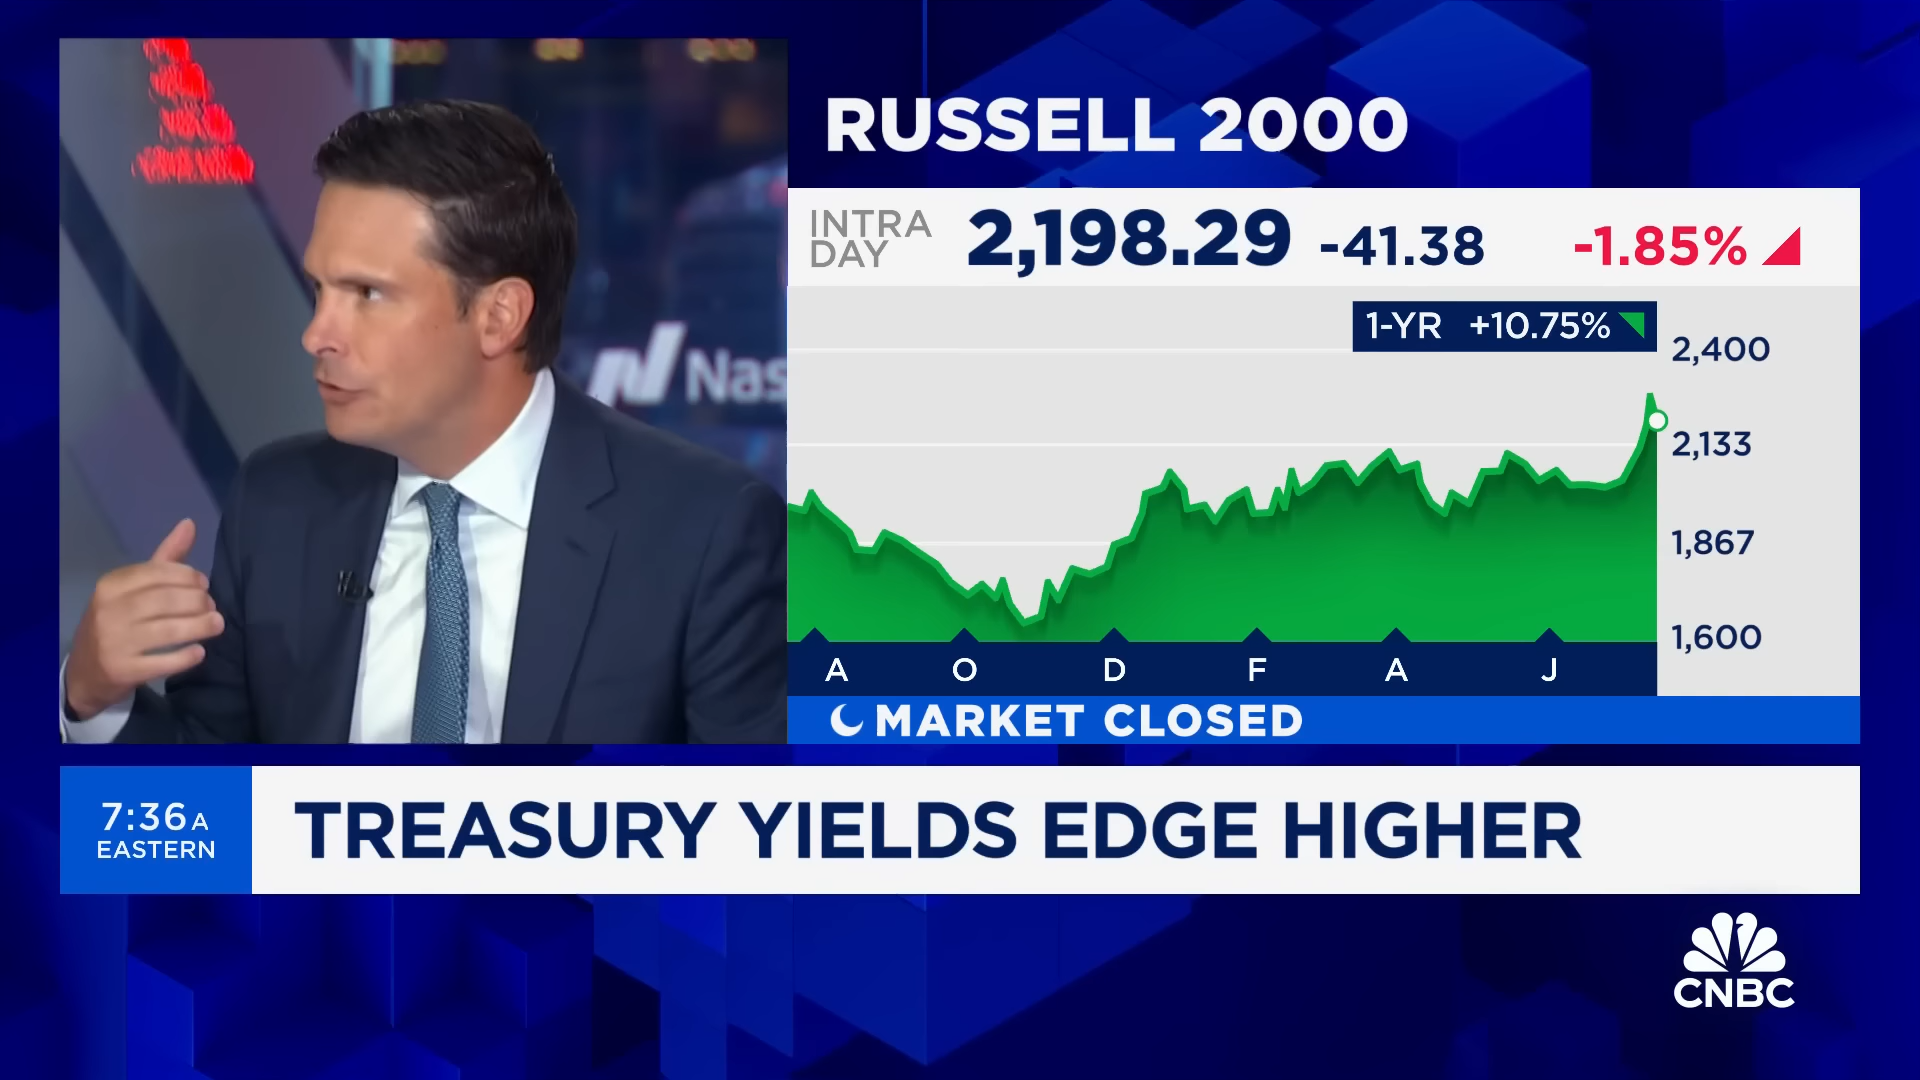 RUSSELL 2000
INTRA DAY 2,198.29 -41.38 -1.85%
1-YR +10.75%
2,400
2,133
1,867
1,600
A O D F A J
MARKET CLOSED
7:36A
EASTERN
TREASURY YIELDS EDGE HIGHER
CNBC
Nas